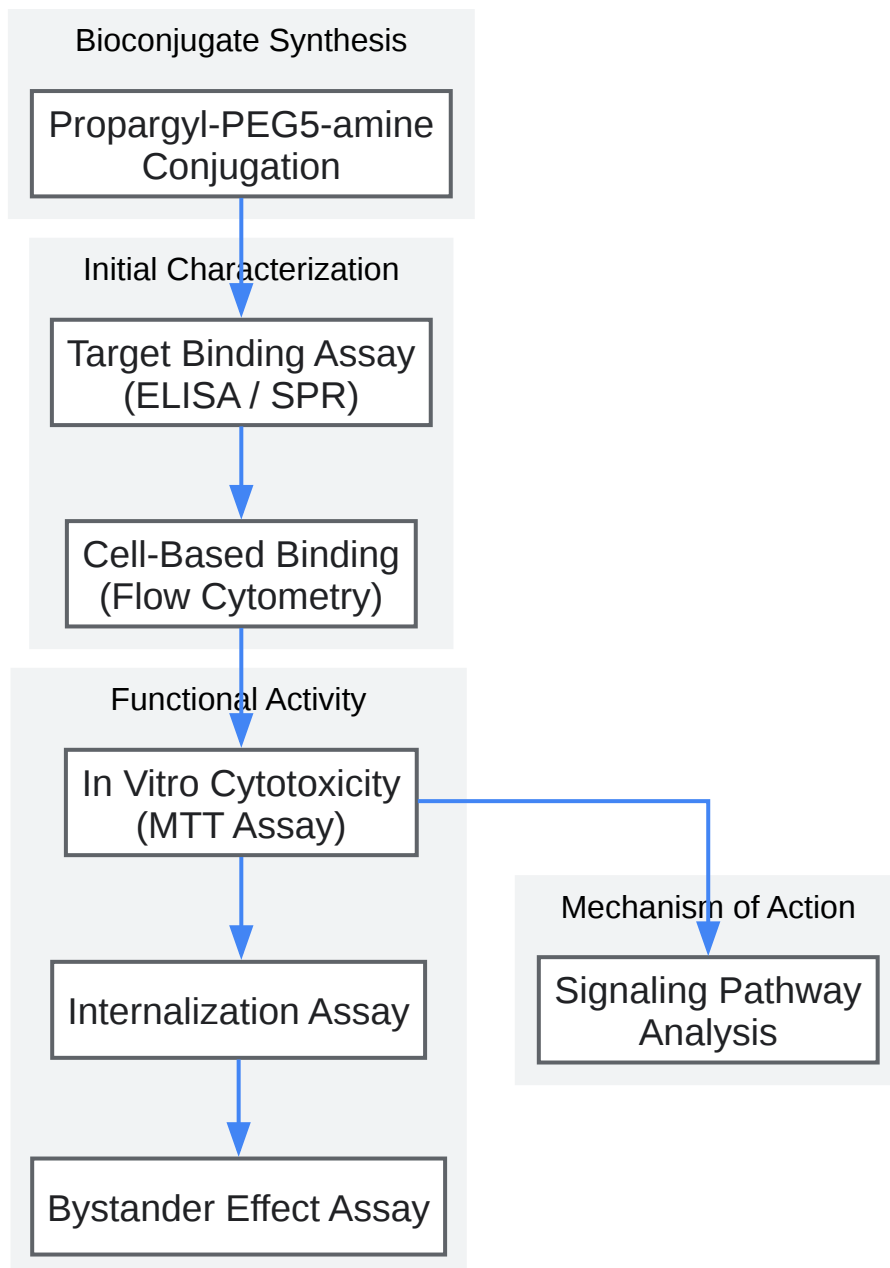 Bioconjugate Synthesis
Propargyl-PEG5-amine
Conjugation
Initial Characterization
Target Binding Assay
(ELISA / SPR)
Cell-Based Binding
(Flow Cytometry)
Functional Activity
In Vitro Cytotoxicity
(MTT Assay)
Mechanism of Action
Signaling Pathway
Analysis
Internalization Assay
Bystander Effect Assay